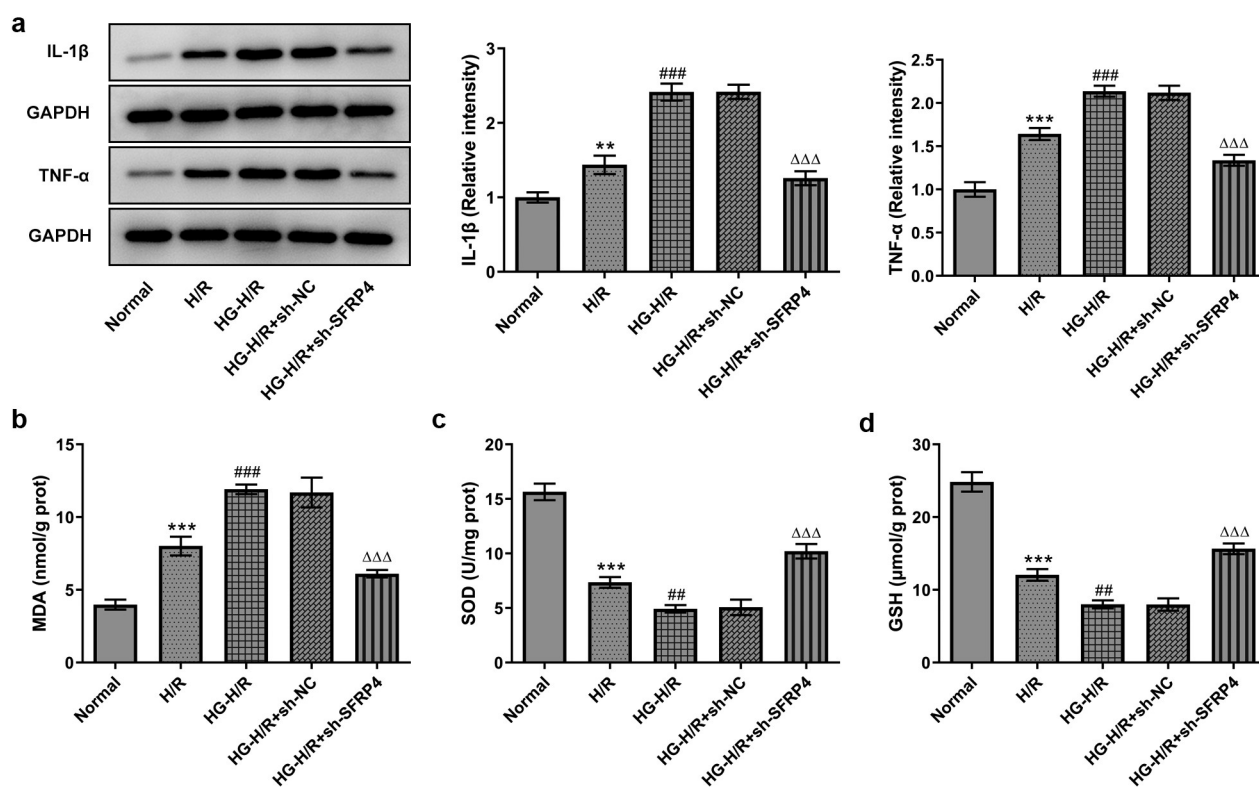 a
IL-1β
GAPDH
TNF-α
GAPDH
Normal
H/R
HG-H/R
HG-H/R+sh-NC
HG-H/R+sh-SFRP4
IL-1β (Relative intensity)
3
2
1
0
**
###
ΔΔΔ
Normal
H/R
HG-H/R
HG-H/R+sh-NC
HG-H/R+sh-SFRP4
TNF-α (Relative intensity)
2.5
2.0
1.5
1.0
0.5
0.0
***
###
ΔΔΔ
Normal
H/R
HG-H/R
HG-H/R+sh-NC
HG-H/R+sh-SFRP4
b
MDA (nmol/g prot)
15
10
5
0
***
###
ΔΔΔ
Normal
H/R
HG-H/R
HG-H/R+sh-NC
HG-H/R+sh-SFRP4
c
SOD (U/mg prot)
20
15
10
5
0
***
##
ΔΔΔ
Normal
H/R
HG-H/R
HG-H/R+sh-NC
HG-H/R+sh-SFRP4
d
GSH (μmol/g prot)
30
20
10
0
***
##
ΔΔΔ
Normal
H/R
HG-H/R
HG-H/R+sh-NC
HG-H/R+sh-SFRP4